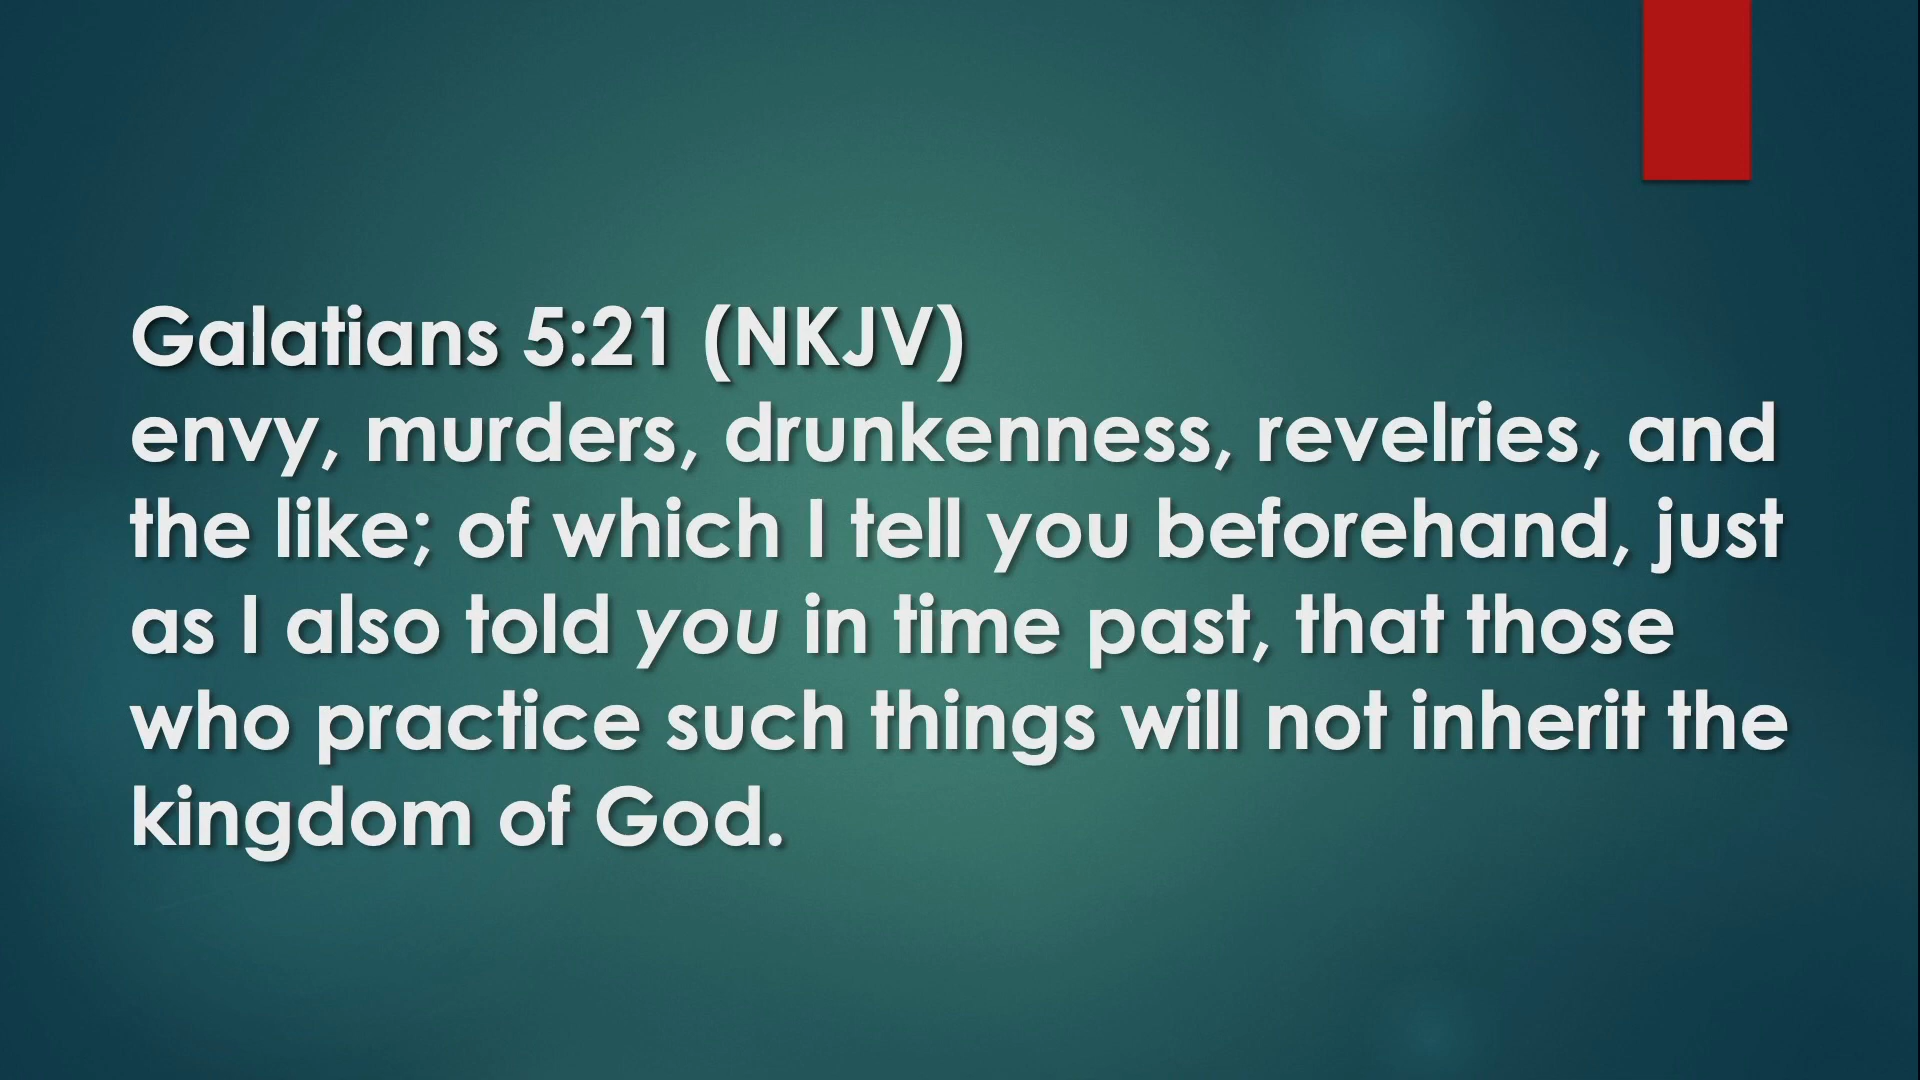 Galatians 5:21 (NKJV)
envy, murders, drunkenness, revelries, and
the like; of which I tell you beforehand, just
as I also told you in time past, that those
who practice such things will not inherit the
kingdom of God.